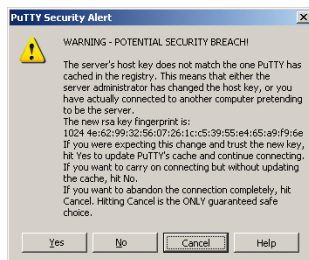 PuTTY Security Alert
WARNING - POTENTIAL SECURITY BREACH!
The server's host key does not match the one PuTTY has
cached in the registry. This means that either the
server administrator has changed the host key, or you
have actually connected to another computer pretending
to be the server.
The new rsa key fingerprint is:
1024 4e:62:99:32:56:07:26:1c:c5:39:55:e4:65:a9:f9:6e
If you were expecting this change and trust the new key,
hit Yes to update PuTTY's cache and continue connecting.
If you want to carry on connecting but without updating
the cache, hit No.
If you want to abandon the connection completely, hit
Cancel. Hitting Cancel is the ONLY guaranteed safe
choice.
Yes No Cancel Help